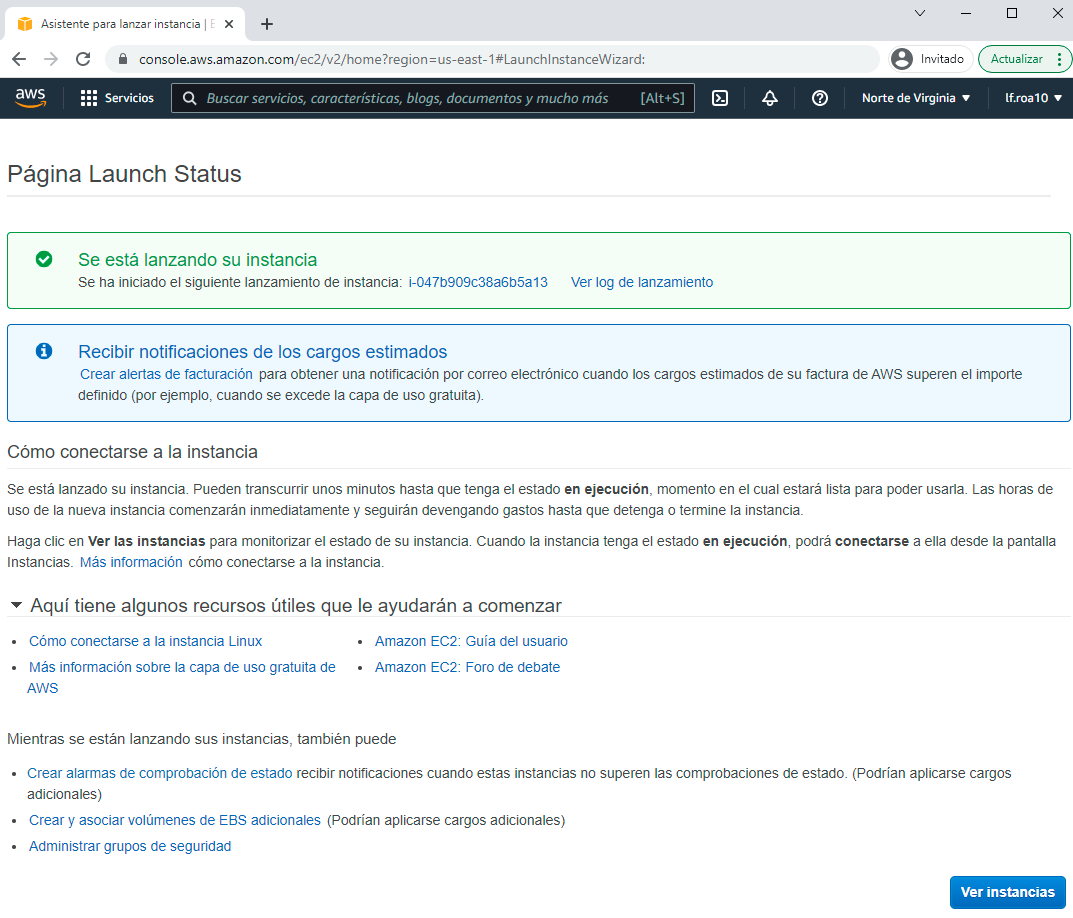 Asistente para lanzar instancia | E
console.aws.amazon.com/ec2/v2/home?region=us-east-1#LaunchInstanceWizard:
Invitado
Actualizar
aws
Servicios
Buscar servicios, características, blogs, documentos y mucho más [Alt+S]
Norte de Virginia
lf.roa10
Página Launch Status
Se está lanzando su instancia
Se ha iniciado el siguiente lanzamiento de instancia: i-047b909c38a6b5a13 Ver log de lanzamiento
Recibir notificaciones de los cargos estimados
Crear alertas de facturación para obtener una notificación por correo electrónico cuando los cargos estimados de su factura de AWS superen el importe
definido (por ejemplo, cuando se excede la capa de uso gratuita).
Cómo conectarse a la instancia
Se está lanzado su instancia. Pueden transcurrir unos minutos hasta que tenga el estado en ejecución, momento en el cual estará lista para poder usarla. Las horas de
uso de la nueva instancia comenzarán inmediatamente y seguirán devengando gastos hasta que detenga o termine la instancia.
Haga clic en Ver las instancias para monitorizar el estado de su instancia. Cuando la instancia tenga el estado en ejecución, podrá conectarse a ella desde la pantalla
Instancias. Más información cómo conectarse a la instancia.
Aquí tiene algunos recursos útiles que le ayudarán a comenzar
• Cómo conectarse a la instancia Linux
• Más información sobre la capa de uso gratuita de
AWS
• Amazon EC2: Guía del usuario
• Amazon EC2: Foro de debate
Mientras se están lanzando sus instancias, también puede
• Crear alarmas de comprobación de estado recibir notificaciones cuando estas instancias no superen las comprobaciones de estado. (Podrían aplicarse cargos
adicionales)
• Crear y asociar volúmenes de EBS adicionales (Podrían aplicarse cargos adicionales)
• Administrar grupos de seguridad
Ver instancias